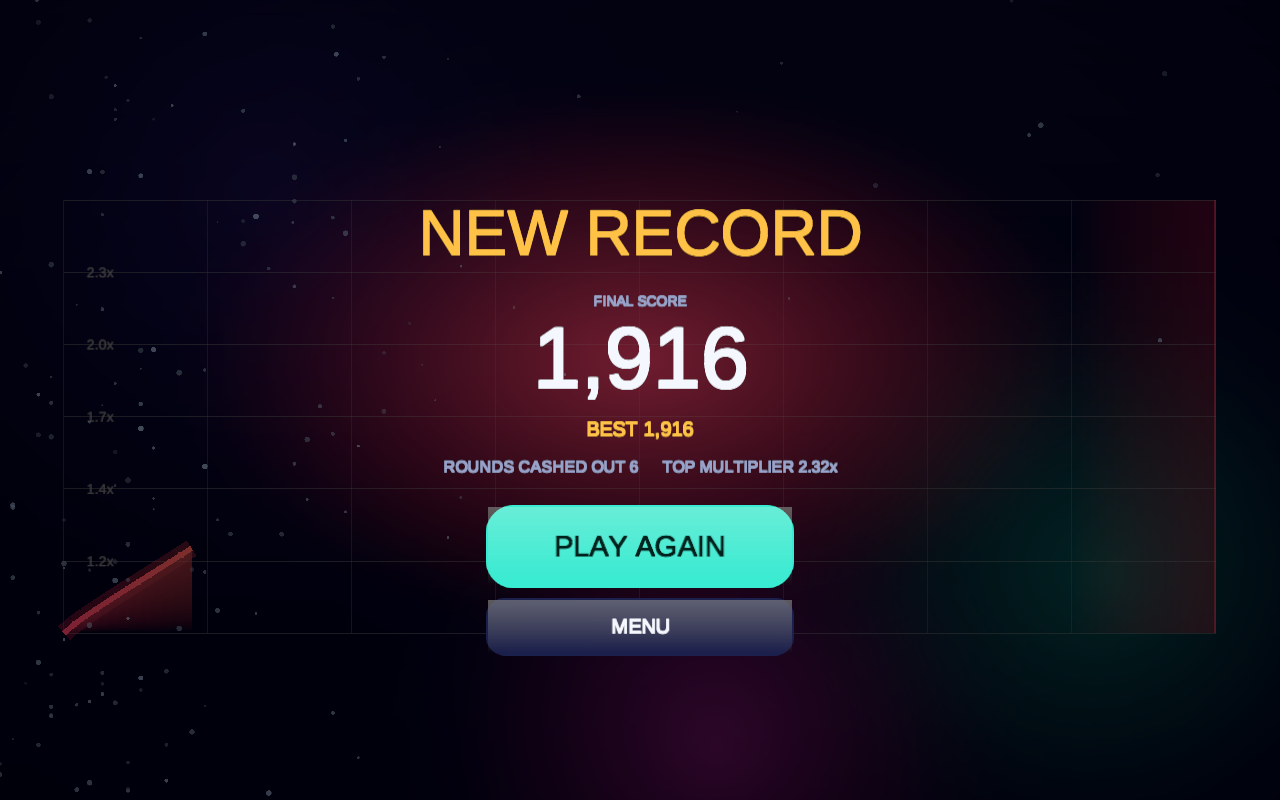 NEW RECORD
2.3x
FINAL SCORE
2.0x
1,916
1.7x
BEST 1,916
ROUNDS CASHED OUT 6 TOP MULTIPLIER 2.32x
1.4x
PLAY AGAIN
1.2x
MENU